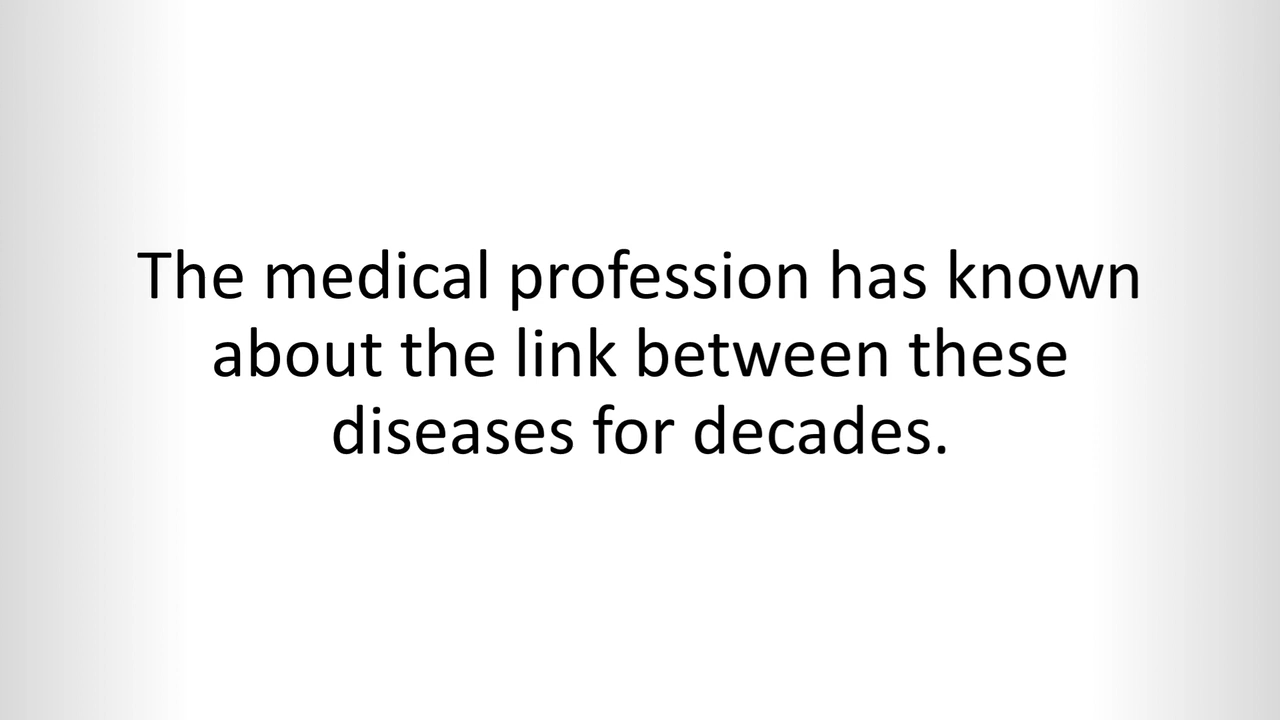 The medical profession has known
about the link between these
diseases for decades.